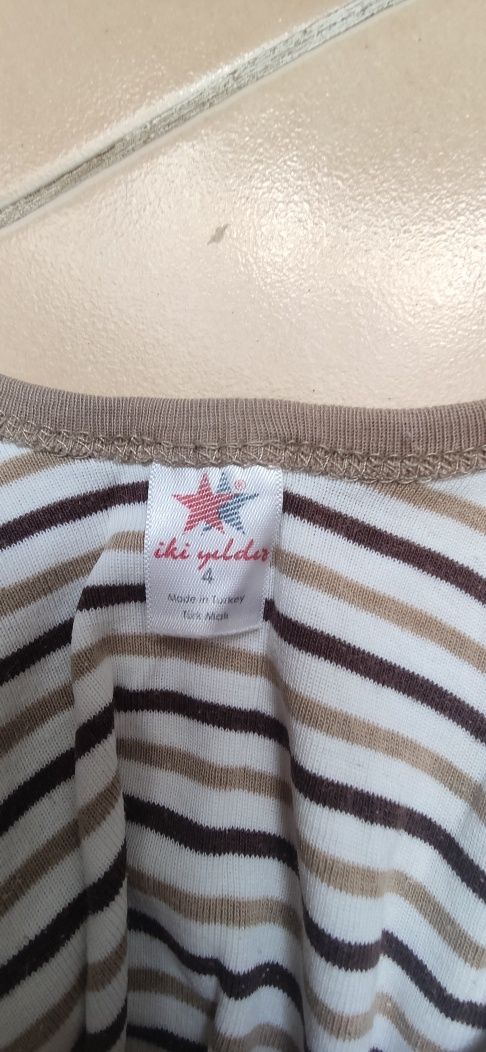 ®
iki yıldız
4
Made in Turkey
Türk Malı